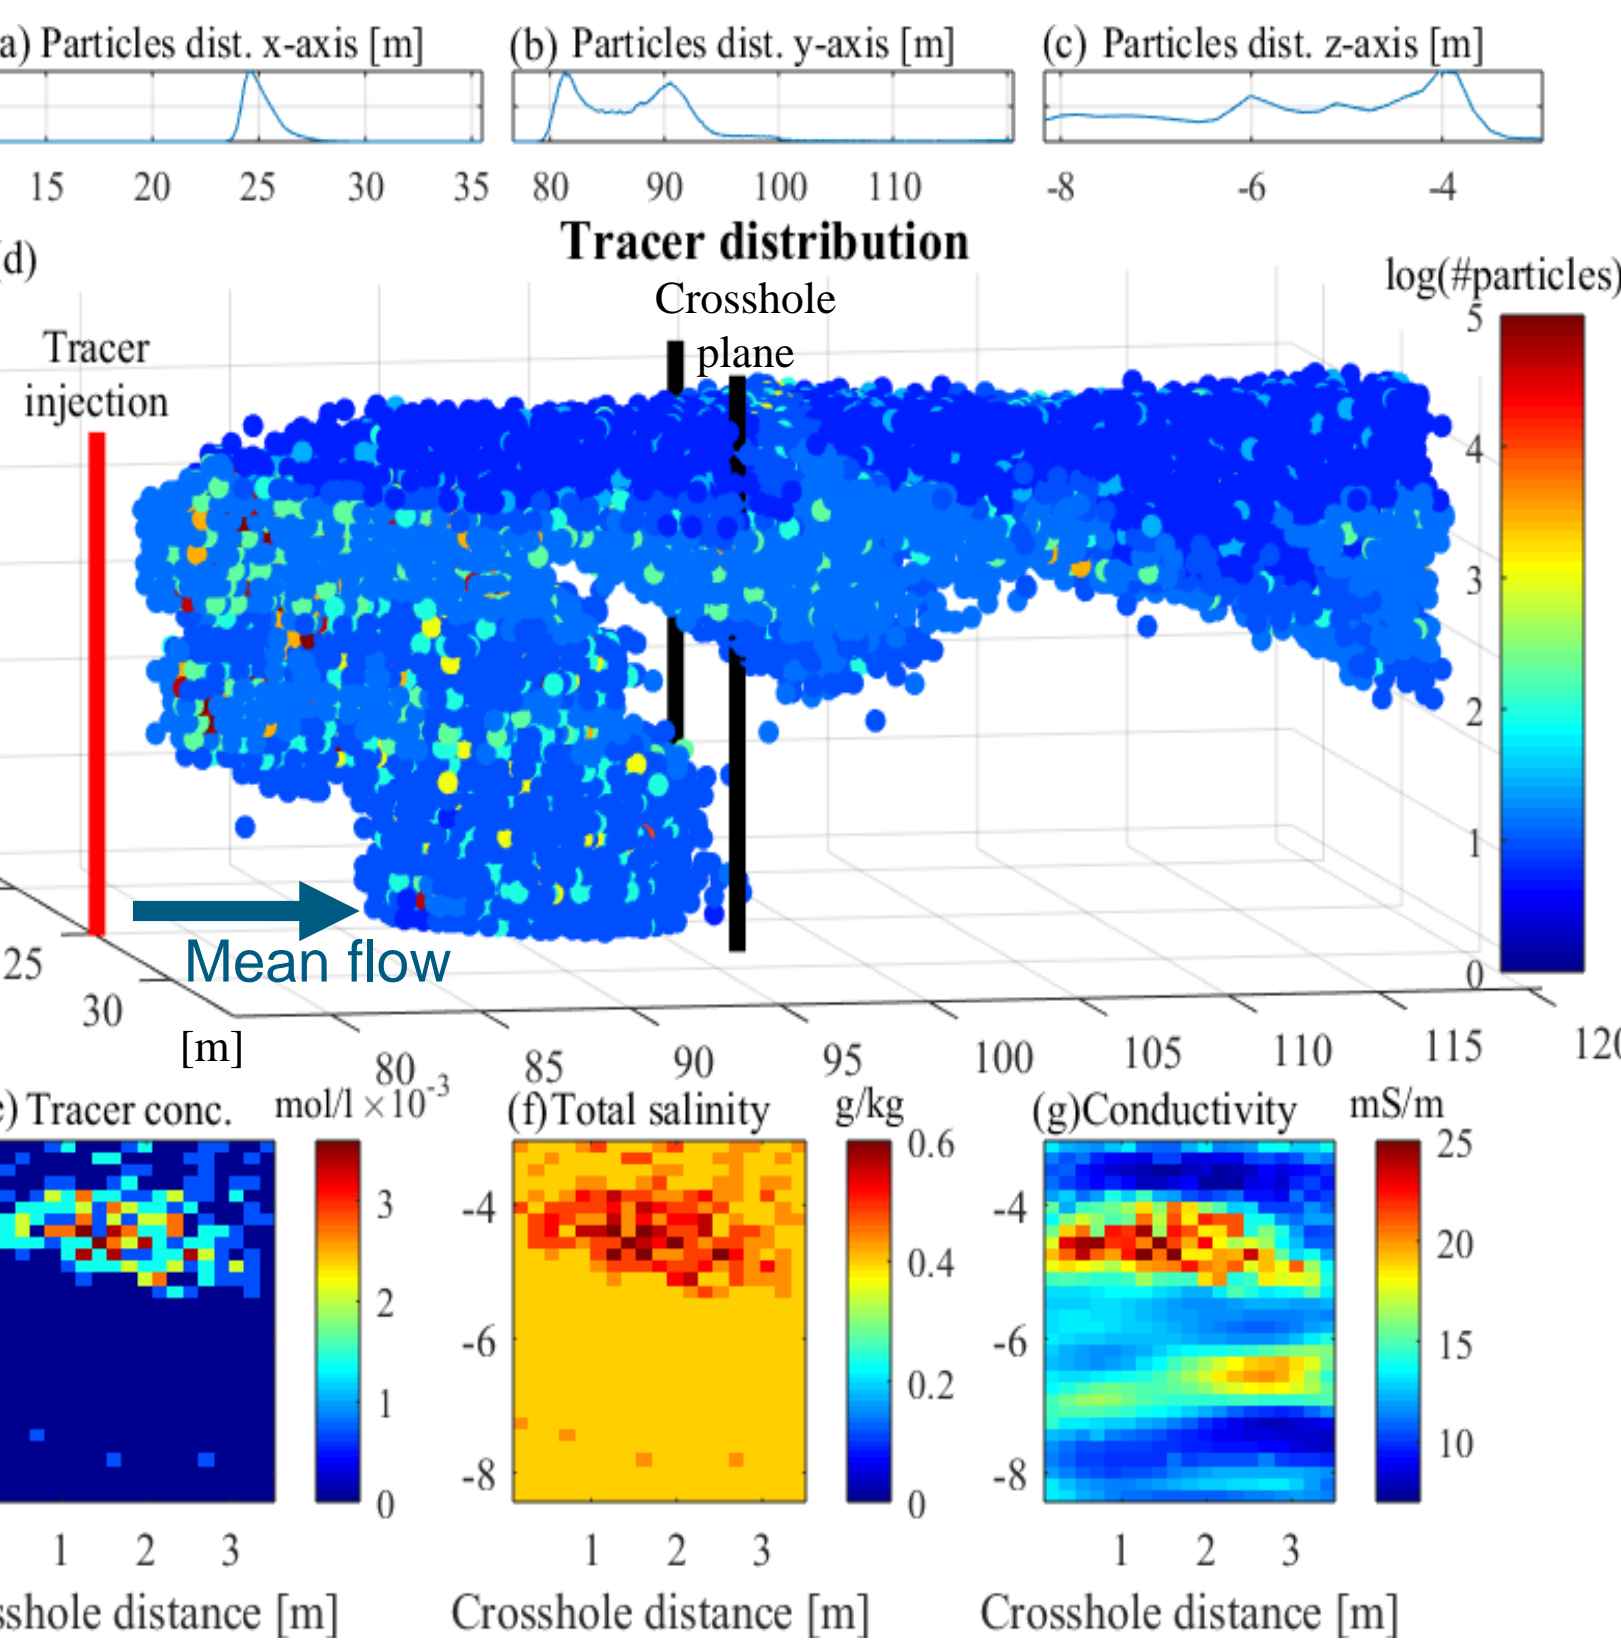 a) Particles dist. x-axis [m] (b) Particles dist. y-axis [m] (c) Particles dist. z-axis [m]
15 20 25 30 35 80 90 100 110 -8 -6 -4
Tracer distribution
d)
Crosshole
plane
log(#particles)
Tracer
injection
5
4
3
2
1
0
Mean flow
25
30
[m]
80 85 90 95 100 105 110 115
) Tracer conc. mol/l ×10-3 (f)Total salinity g/kg (g)Conductivity mS/m
3
2
1
0
-4
-6
-8
0.6
0.4
0.2
0
-4
-6
-8
25
20
15
10
1 2 3 1 2 3 1 2 3
sshole distance [m] Crosshole distance [m] Crosshole distance [m]